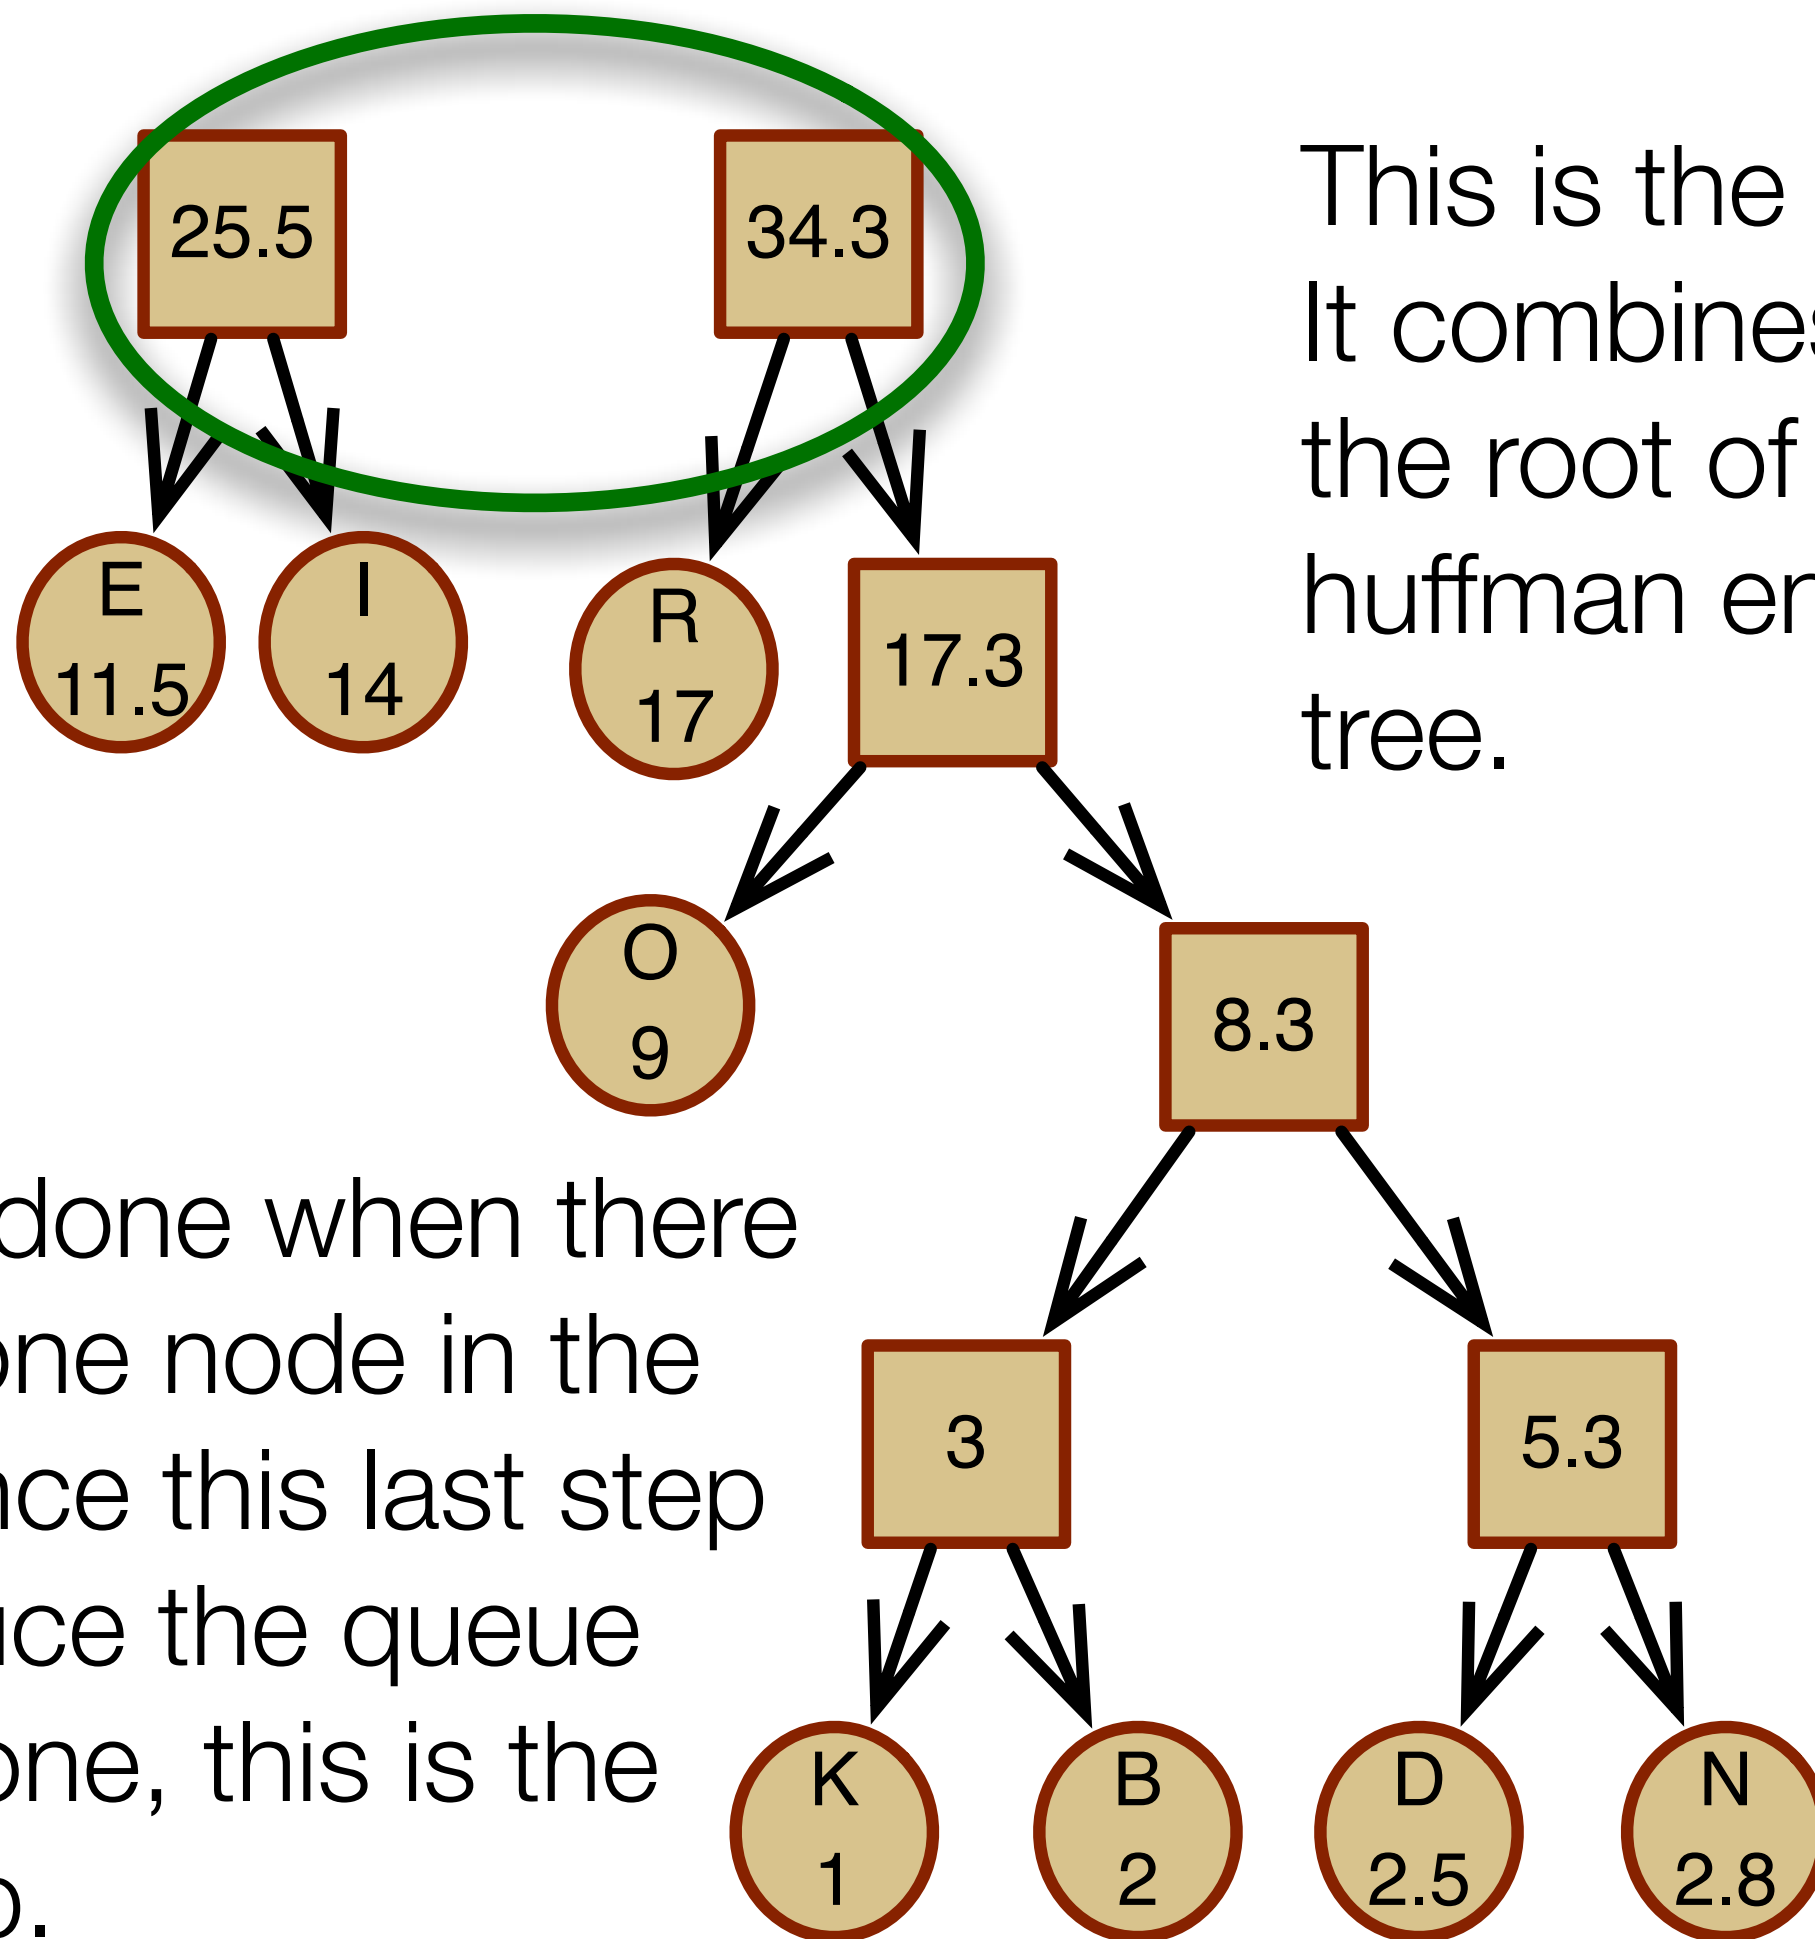 25.5
34.3
This is the
It combines
the root of
huffman en
tree.
E
11.5
I
14
R
17
17.3
O
9
8.3
done when there
one node in the
nce this last step
uce the queue
one, this is the
p.
3
5.3
K
1
B
2
D
2.5
N
2.8